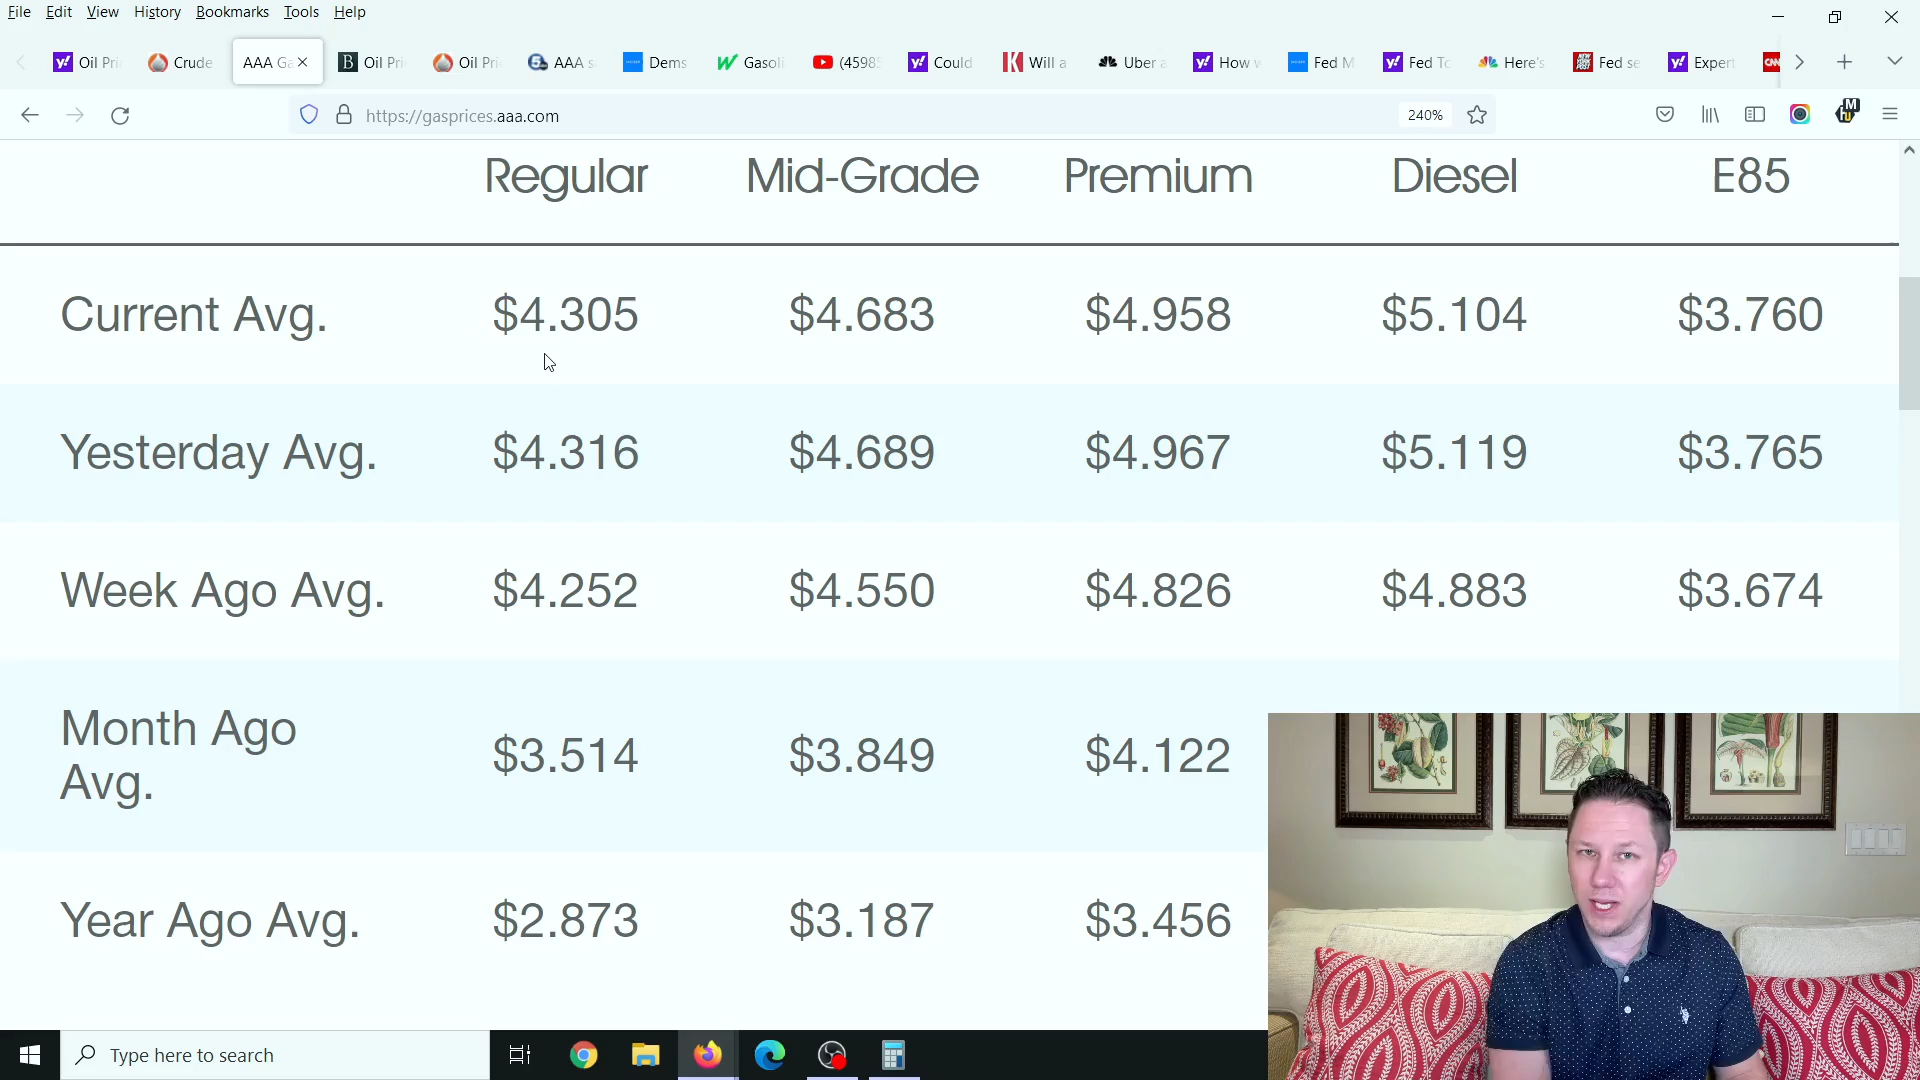 File Edit View History Bookmarks Tools Help
Oil Pri Crude AAA Ga Oil Pri Oil Pri AAA s Dems Gasoli (4598 Could Will a Uber a How w Fed M Fed To Here's Fed se Expert CNN
https://gasprices.aaa.com 240%
Regular Mid-Grade Premium Diesel E85
Current Avg. $4.305 $4.683 $4.958 $5.104 $3.760
Yesterday Avg. $4.316 $4.689 $4.967 $5.119 $3.765
Week Ago Avg. $4.252 $4.550 $4.826 $4.883 $3.674
Month Ago
Avg. $3.514 $3.849 $4.122
Year Ago Avg. $2.873 $3.187 $3.456
Type here to search